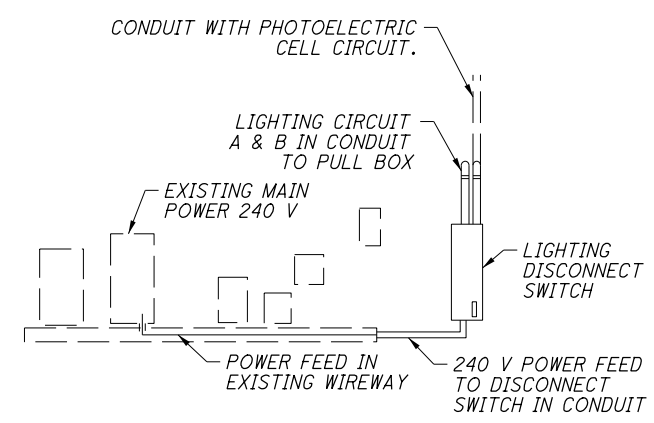 CONDUIT WITH PHOTOELECTRIC
CELL CIRCUIT.
LIGHTING CIRCUIT
A & B IN CONDUIT
TO PULL BOX
EXISTING MAIN
POWER 240 V
LIGHTING
DISCONNECT
SWITCH
POWER FEED IN
EXISTING WIREWAY
240 V POWER FEED
TO DISCONNECT
SWITCH IN CONDUIT